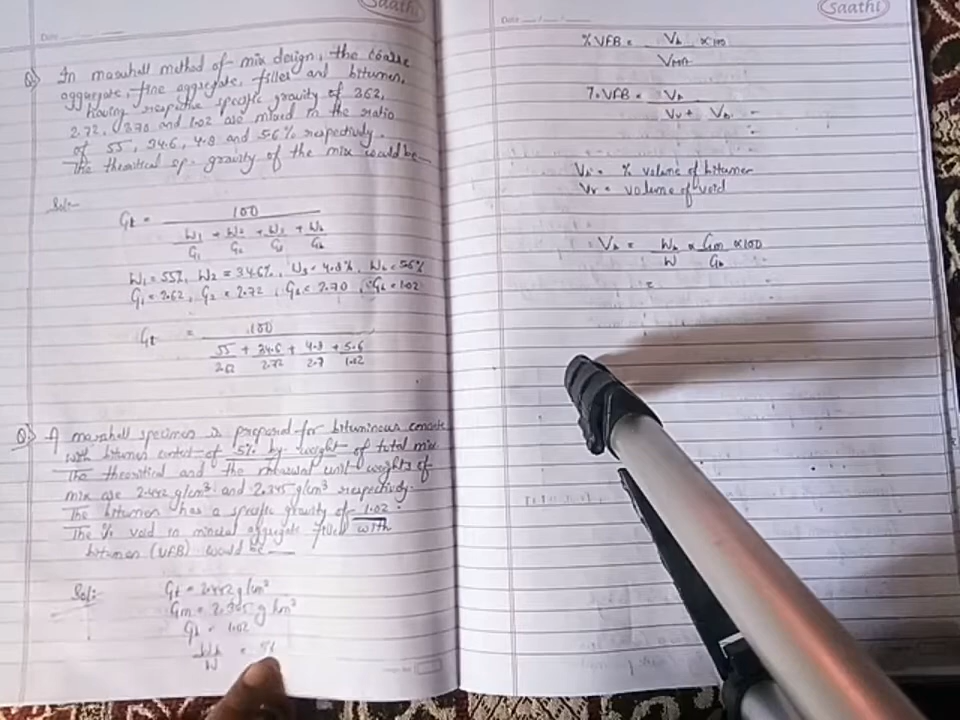 Saathi
Date
Q> In marshall method of mix design, the coarse
aggregate, fine aggregate, filler and bitumen,
having respective specific gravity of 2.62,
2.72, 2.70 and 1.02 are mixed in the ratio
of 55, 34.6, 4.8 and 5.6% respectively.
The theoritical sp. gravity of the mix would be
Sol:-
Gt = 100
W1/G1 + W2/G2 + W3/G3 + Wb/Gb
W1 = 55%, W2 = 34.6%, W3 = 4.8%, Wb = 5.6%
G1 = 2.62, G2 = 2.72, G3 = 2.70, Gb = 1.02
Gt = 100
55/2.62 + 34.6/2.72 + 4.8/2.7 + 5.6/1.02
Q> A marshall specimen is prepared for bituminous concrete
with bitumen content of 5% by weight of total mix
The theoritical and the measured unit weights of
mix are 2.442 g/cm³ and 2.345 g/cm³ respectively.
The bitumen has a specific gravity of 1.02.
The % void in mineral aggregate filled with
bitumen (VFB) would be
Sol:-
Gt = 2.442 g/cm³
Gm = 2.345 g/cm³
Gb = 1.02
Wb/W = 5%
Saathi
Date
% VFB = Vb/VMA × 100
%VFB = Vb/Vv + Vb
Vb = % volume of bitumen
Vv = volume of void
Vb = Wb/W × Gm/Gb × 100
=